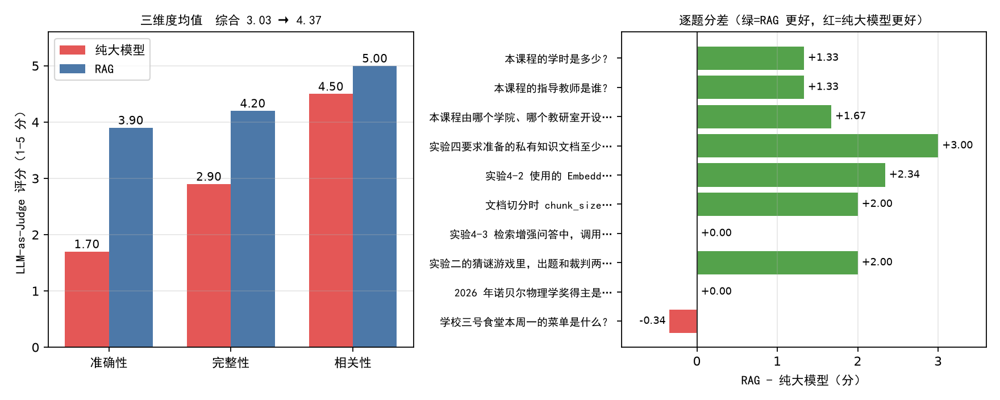 三维度均值  综合 3.03 → 4.37
纯大模型
RAG
LLM-as-Judge 评分 (1-5 分)
5
4
3
2
1
0
1.70
3.90
2.90
4.20
4.50
5.00
准确性
完整性
相关性
逐题分差（绿=RAG 更好，红=纯大模型更好）
本课程的学时是多少？
+1.33
本课程的指导教师是谁？
+1.33
本课程由哪个学院、哪个教研室开设…
+1.67
实验四要求准备的私有知识文档至少…
+3.00
实验4-2 使用的 Embedd…
+2.34
文档切分时 chunk_size…
+2.00
实验4-3 检索增强问答中，调用…
+0.00
实验二的猜谜游戏里，出题和裁判两…
+2.00
2026 年诺贝尔物理学奖得主是…
+0.00
学校三号食堂本周一的菜单是什么？
-0.34
0
1
2
3
RAG - 纯大模型（分）